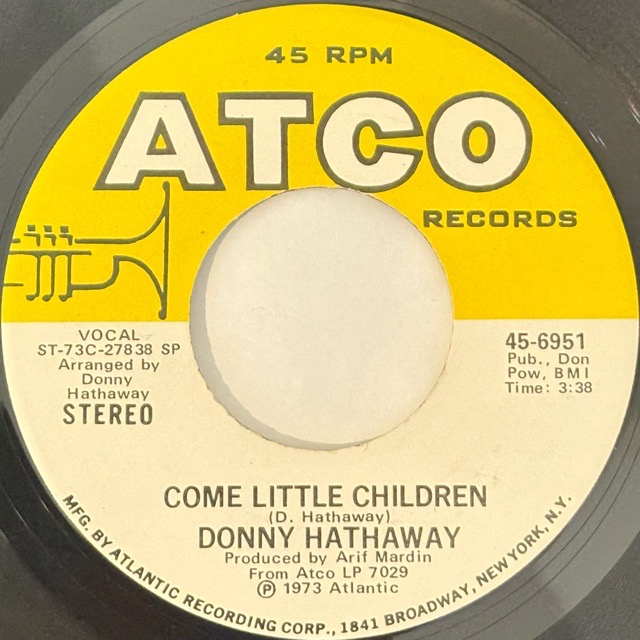 45 RPM
ATCO
RECORDS
VOCAL
ST-73C-27838 SP
Arranged by
Donny
Hathaway
STEREO
45-6951
Pub., Don
Pow, BMI
Time: 3:38
COME LITTLE CHILDREN
(D. Hathaway)
DONNY HATHAWAY
Produced by Arif Mardin
From Atco LP 7029
Ⓟ 1973 Atlantic
MFG. BY ATLANTIC RECORDING CORP., 1841 BROADWAY, NEW YORK, N.Y.